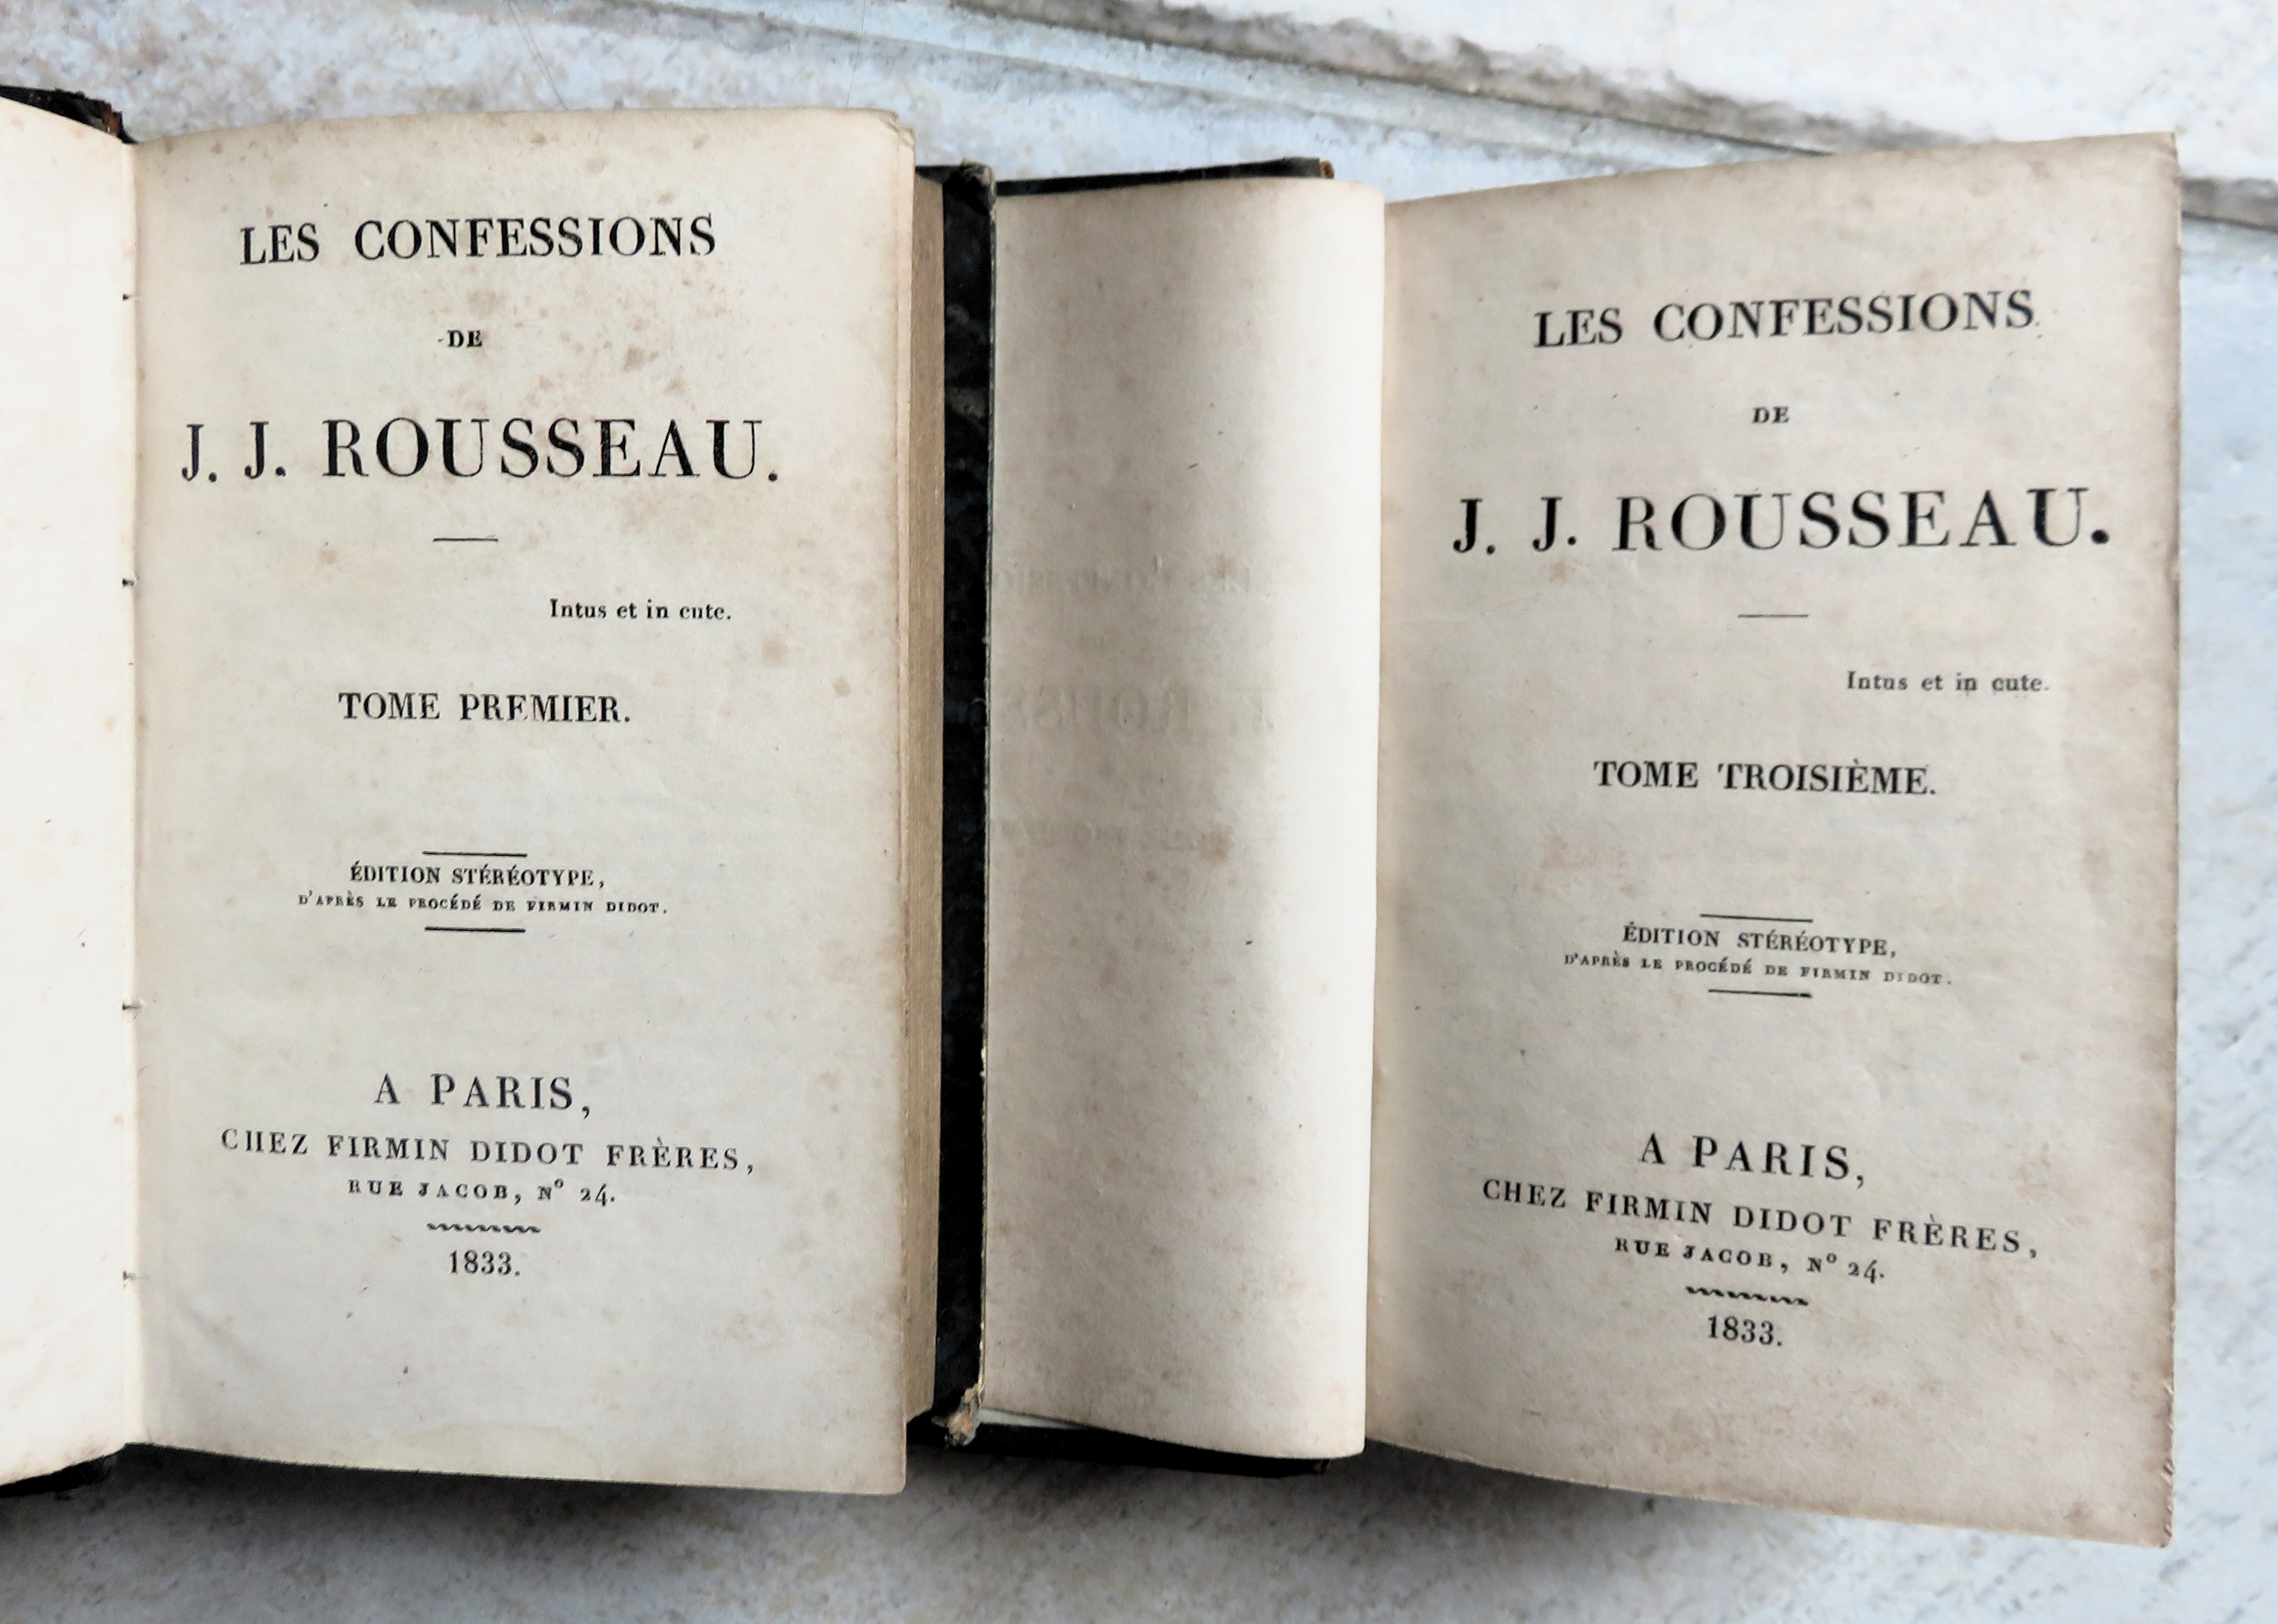 LES CONFESSIONS
DE
J. J. ROUSSEAU.
Intus et in cute.
TOME PREMIER.
ÉDITION STÉRÉOTYPE,
D'APRÈS LE PROCÉDÉ DE FIRMIN DIDOT.
A PARIS,
CHEZ FIRMIN DIDOT FRÈRES,
RUE JACOB, Nº 24.
1833.
LES CONFESSIONS
DE
J. J. ROUSSEAU.
Intus et in cute.
TOME TROISIÈME.
ÉDITION STÉRÉOTYPE,
D'APRÈS LE PROCÉDÉ DE FIRMIN DIDOT.
A PARIS,
CHEZ FIRMIN DIDOT FRÈRES,
RUE JACOB, Nº 24.
1833.